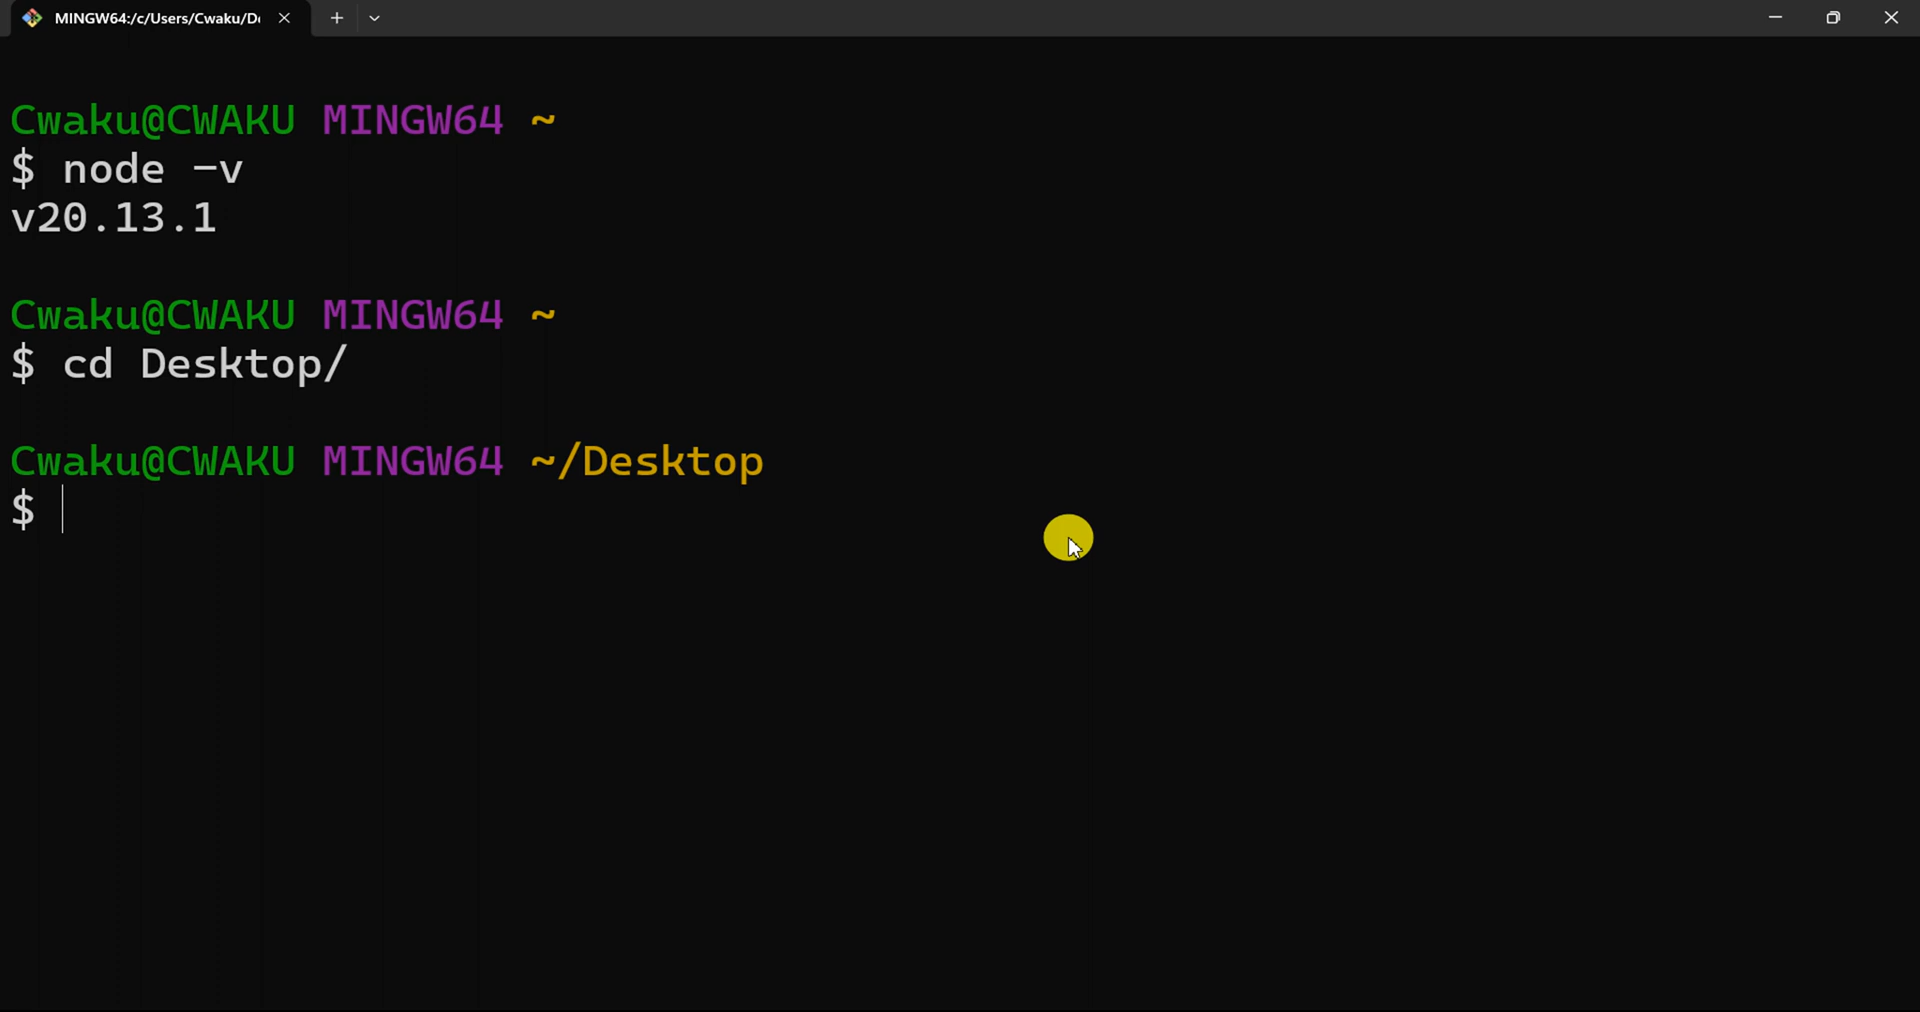 MINGW64:/c/Users/Cwaku/De
Cwaku@CWAKU MINGW64 ~
$ node -v
v20.13.1
Cwaku@CWAKU MINGW64 ~
$ cd Desktop/
Cwaku@CWAKU MINGW64 ~/Desktop
$